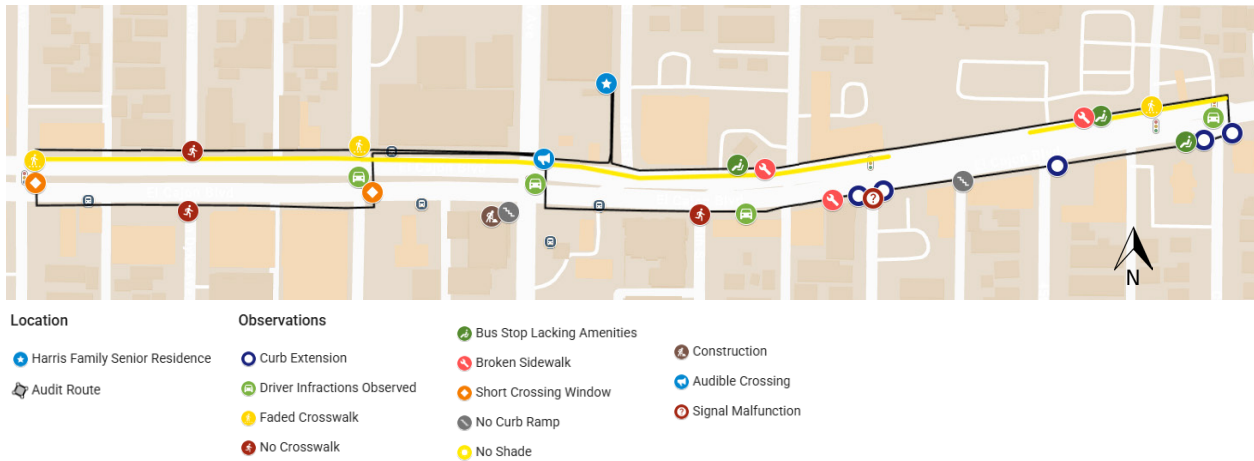 N
Location
Harris Family Senior Residence
Audit Route
Observations
Curb Extension
Driver Infractions Observed
Faded Crosswalk
No Crosswalk
Bus Stop Lacking Amenities
Broken Sidewalk
Short Crossing Window
No Curb Ramp
No Shade
Construction
Audible Crossing
Signal Malfunction